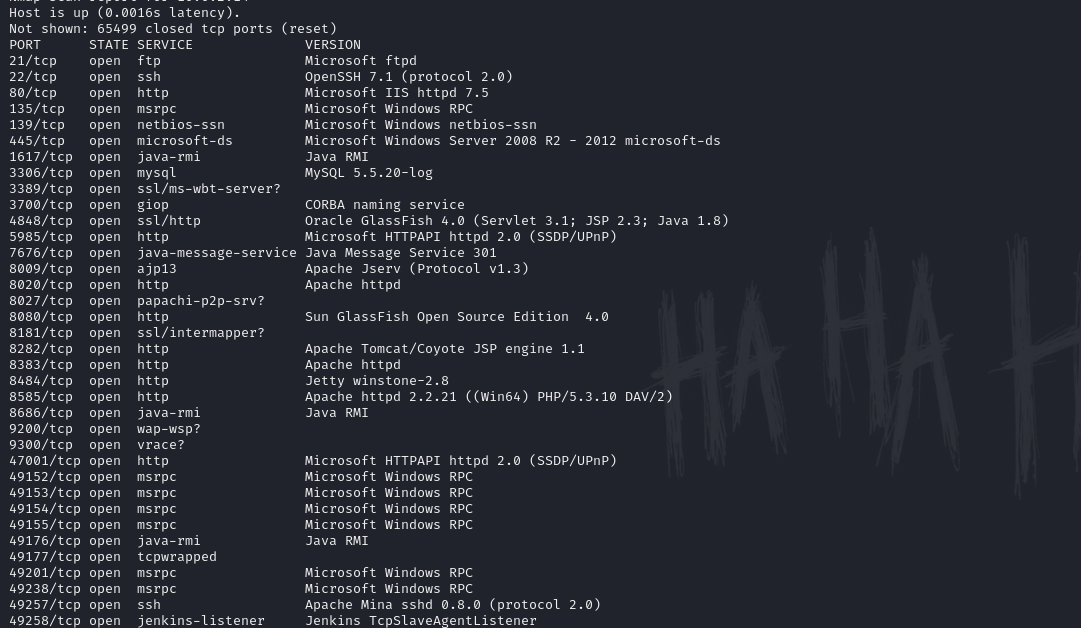 Host is up (0.0016s latency).
Not shown: 65499 closed tcp ports (reset)
PORT      STATE SERVICE              VERSION
21/tcp    open  ftp                  Microsoft ftpd
22/tcp    open  ssh                  OpenSSH 7.1 (protocol 2.0)
80/tcp    open  http                 Microsoft IIS httpd 7.5
135/tcp   open  msrpc                Microsoft Windows RPC
139/tcp   open  netbios-ssn          Microsoft Windows netbios-ssn
445/tcp   open  microsoft-ds         Microsoft Windows Server 2008 R2 - 2012 microsoft-ds
1617/tcp  open  java-rmi             Java RMI
3306/tcp  open  mysql                MySQL 5.5.20-log
3389/tcp  open  ssl/ms-wbt-server?
3700/tcp  open  giop                 CORBA naming service
4848/tcp  open  ssl/http             Oracle GlassFish 4.0 (Servlet 3.1; JSP 2.3; Java 1.8)
5985/tcp  open  http                 Microsoft HTTPAPI httpd 2.0 (SSDP/UPnP)
7676/tcp  open  java-message-service Java Message Service 301
8009/tcp  open  ajp13                Apache Jserv (Protocol v1.3)
8020/tcp  open  http                 Apache httpd
8027/tcp  open  papachi-p2p-srv?
8080/tcp  open  http                 Sun GlassFish Open Source Edition  4.0
8181/tcp  open  ssl/intermapper?
8282/tcp  open  http                 Apache Tomcat/Coyote JSP engine 1.1
8383/tcp  open  http                 Apache httpd
8484/tcp  open  http                 Jetty winstone-2.8
8585/tcp  open  http                 Apache httpd 2.2.21 ((Win64) PHP/5.3.10 DAV/2)
8686/tcp  open  java-rmi             Java RMI
9200/tcp  open  wap-wsp?
9300/tcp  open  vrace?
47001/tcp open  http                 Microsoft HTTPAPI httpd 2.0 (SSDP/UPnP)
49152/tcp open  msrpc                Microsoft Windows RPC
49153/tcp open  msrpc                Microsoft Windows RPC
49154/tcp open  msrpc                Microsoft Windows RPC
49155/tcp open  msrpc                Microsoft Windows RPC
49176/tcp open  java-rmi             Java RMI
49177/tcp open  tcpwrapped
49201/tcp open  msrpc                Microsoft Windows RPC
49238/tcp open  msrpc                Microsoft Windows RPC
49257/tcp open  ssh                  Apache Mina sshd 0.8.0 (protocol 2.0)
49258/tcp open  jenkins-listener     Jenkins TcpSlaveAgentListener
HA HA H